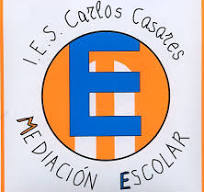 I.E.S. Carlos Casares
E
m
MEDIACIÓN ESCOLAR